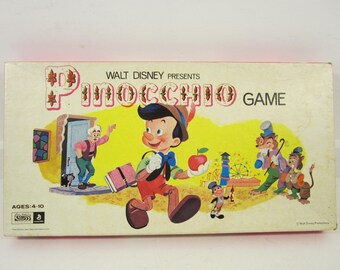 WALT DISNEY PRESENTS
PINOCCHIO GAME
AGES: 4-10